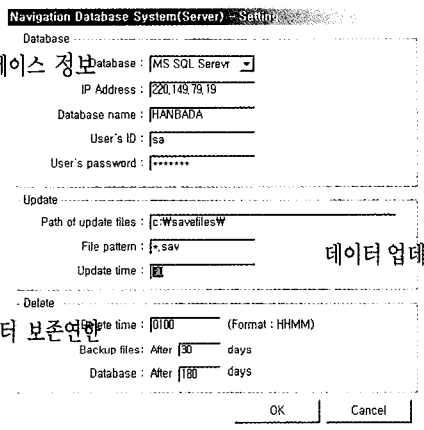 Navigation Database System(Server) - Setting
Database
베이스 정보
Database : MS SQL Serevr
IP Address : 220,149,79,19
Database name : HANBADA
User's ID : sa
User's password : *******
Update
Path of update files : c:₩savefiles₩
File pattern : *,sav
데이터 업데
Update time :
Delete
터 보존연한
Delete time : 0100 (Format : HHMM)
Backup files: After 30 days
Database : After 180 days
OK Cancel